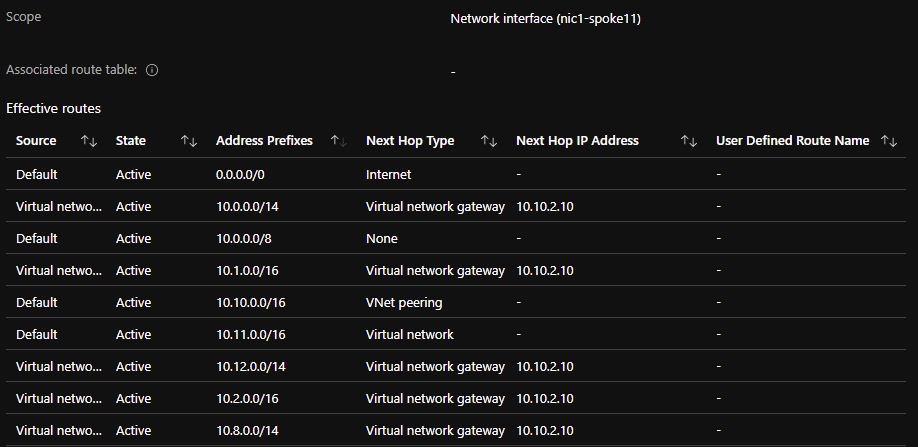 Scope Network interface (nic1-spoke11)
Associated route table: -
Effective routes
Source State Address Prefixes Next Hop Type Next Hop IP Address User Defined Route Name
Default Active 0.0.0.0/0 Internet - -
Virtual netwo... Active 10.0.0.0/14 Virtual network gateway 10.10.2.10 -
Default Active 10.0.0.0/8 None - -
Virtual netwo... Active 10.1.0.0/16 Virtual network gateway 10.10.2.10 -
Default Active 10.10.0.0/16 VNet peering - -
Default Active 10.11.0.0/16 Virtual network - -
Virtual netwo... Active 10.12.0.0/14 Virtual network gateway 10.10.2.10 -
Virtual netwo... Active 10.2.0.0/16 Virtual network gateway 10.10.2.10 -
Virtual netwo... Active 10.8.0.0/14 Virtual network gateway 10.10.2.10 -